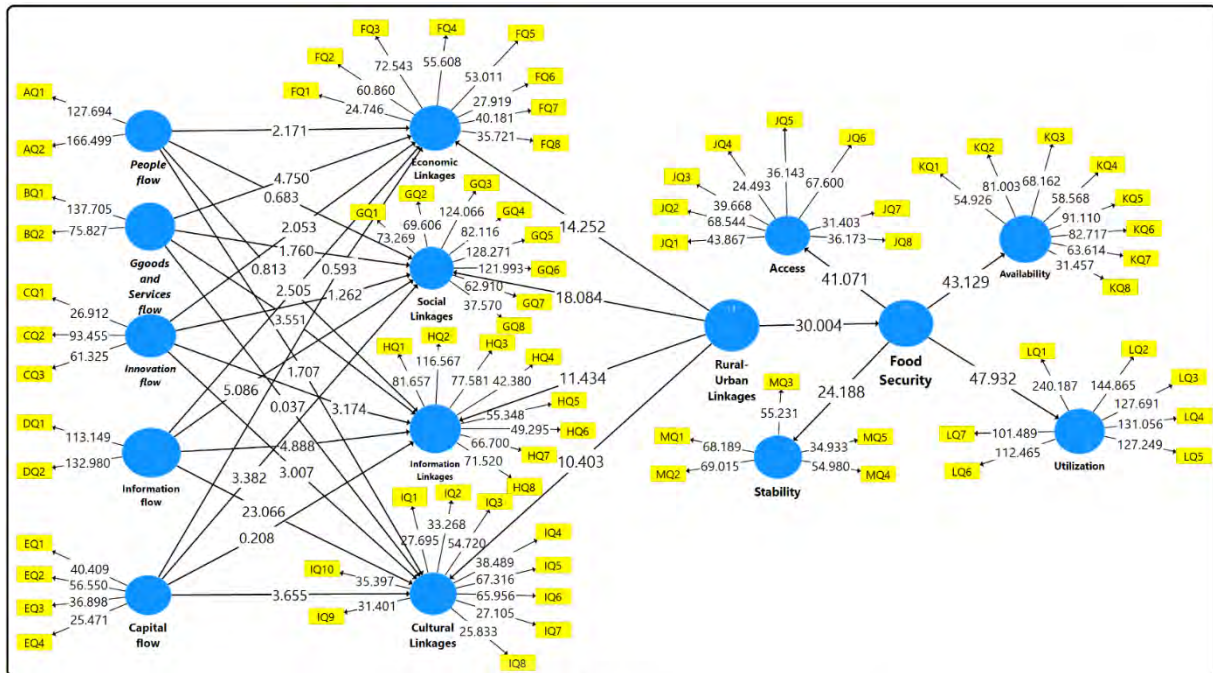 FQ3
FQ4
FQ5
FQ2
72.543
55.608
53.011
FQ6
AQ1
FQ1
60.860
27.919
FQ7
127.694
24.746
40.181
35.721
FQ8
166.499
AQ2
2.171
People
flow
Economic
Linkages
BQ1
137.705
BQ2
75.827
Ggoods
and
Services
flow
4.750
0.683
GQ1
GQ2
GQ3
GQ4
GQ5
GQ6
GQ7
GQ8
73.269
69.606
124.066
82.116
128.271
121.993
62.910
37.570
2.053
1.760
0.813
0.593
2.505
1.262
3.551
Social
Linkages
CQ1
26.912
CQ2
93.455
CQ3
61.325
Innovation
flow
1.707
5.086
0.037
3.174
4.888
HQ1
HQ2
HQ3
HQ4
HQ5
HQ6
HQ7
HQ8
81.657
116.567
77.581
42.380
55.348
49.295
66.700
71.520
Information
Linkages
DQ1
113.149
DQ2
132.980
Information
flow
3.382
3.007
23.066
0.208
3.655
EQ1
40.409
EQ2
56.550
EQ3
36.898
EQ4
25.471
Capital
flow
IQ1
IQ2
IQ3
IQ4
IQ5
IQ6
IQ7
IQ8
IQ9
IQ10
27.695
33.268
54.720
38.489
67.316
65.956
27.105
25.833
31.401
35.397
Cultural
Linkages
14.252
18.084
11.434
10.403
Rural-
Urban
Linkages
30.004
Food
Security
41.071
43.129
24.188
47.932
JQ5
JQ4
JQ6
JQ3
JQ2
JQ1
JQ7
JQ8
36.143
24.493
67.600
39.668
68.544
43.867
31.403
36.173
Access
KQ1
KQ2
KQ3
KQ4
KQ5
KQ6
KQ7
KQ8
54.926
81.003
68.162
58.568
91.110
82.717
63.614
31.457
Availability
MQ3
MQ1
MQ2
MQ5
MQ4
55.231
68.189
69.015
34.933
54.980
Stability
LQ1
LQ2
LQ3
LQ4
LQ5
LQ6
LQ7
240.187
144.865
127.691
131.056
127.249
112.465
101.489
Utilization